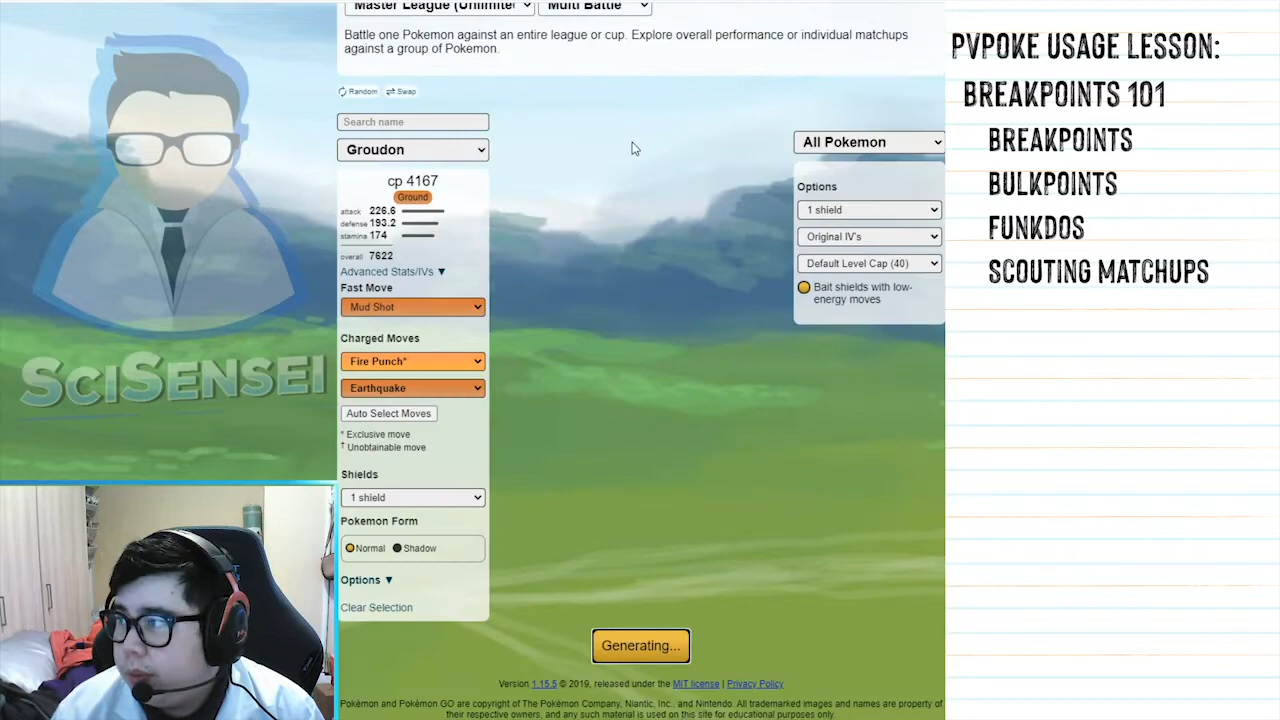 Master League (Unlimite
Multi Battle
Battle one Pokemon against an entire league or cup. Explore overall performance or individual matchups
against a group of Pokemon.
Random Swap
Search name
Groudon
cp 4167
Ground
attack 226.6
defense 193.2
stamina 174
overall 7622
Advanced Stats/IVs ▼
Fast Move
Mud Shot
Charged Moves
Fire Punch*
Earthquake
Auto Select Moves
* Exclusive move
† Unobtainable move
Shields
1 shield
Pokemon Form
Normal Shadow
Options ▼
Clear Selection
All Pokemon
Options
1 shield
Original IV's
Default Level Cap (40)
Bait shields with low-
energy moves
Generating...
Version 1.15.5 © 2019, released under the MIT license | Privacy Policy
Pokémon and Pokémon GO are copyright of The Pokémon Company, Niantic, Inc., and Nintendo. All trademarked images and names are property of
their respective owners, and any such material is used on this site for educational purposes only.
SCISENSEI
PVPOKE USAGE LESSON:
BREAKPOINTS 101
BREAKPOINTS
BULKPOINTS
FUNKDOS
SCOUTING MATCHUPS